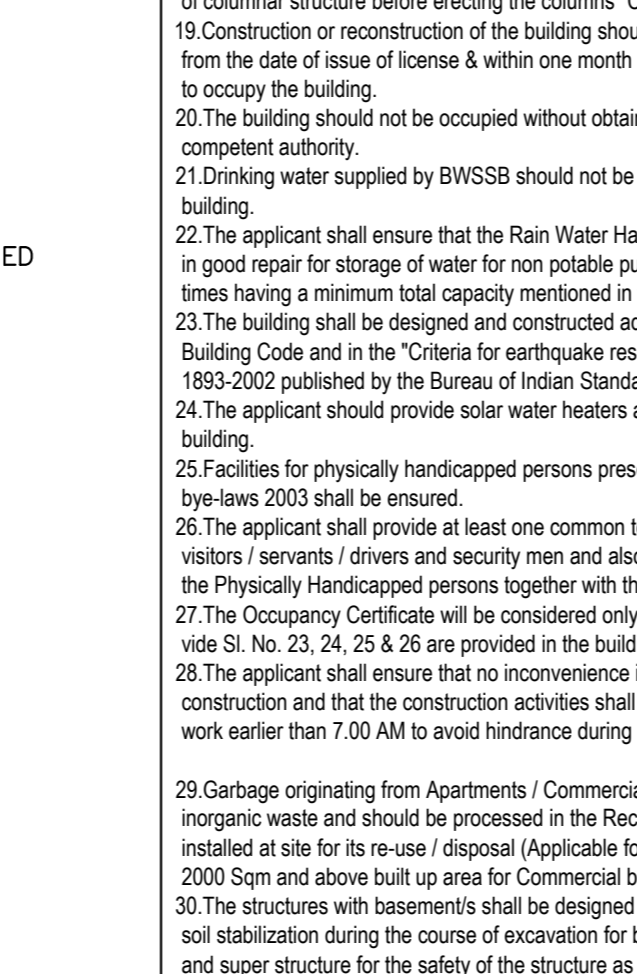 of columnar structure before erecting the columns "C
19.Construction or reconstruction of the building shou
from the date of issue of license & within one month
to occupy the building.
20.The building should not be occupied without obtain
competent authority.
21.Drinking water supplied by BWSSB should not be
building.
22.The applicant shall ensure that the Rain Water Ha
in good repair for storage of water for non potable pu
times having a minimum total capacity mentioned in
23.The building shall be designed and constructed ac
Building Code and in the "Criteria for earthquake res
1893-2002 published by the Bureau of Indian Standa
24.The applicant should provide solar water heaters a
building.
25.Facilities for physically handicapped persons pres
bye-laws 2003 shall be ensured.
26.The applicant shall provide at least one common t
visitors / servants / drivers and security men and also
the Physically Handicapped persons together with th
27.The Occupancy Certificate will be considered only
vide Sl. No. 23, 24, 25 & 26 are provided in the build
28.The applicant shall ensure that no inconvenience i
construction and that the construction activities shall
work earlier than 7.00 AM to avoid hindrance during
29.Garbage originating from Apartments / Commercia
inorganic waste and should be processed in the Rec
installed at site for its re-use / disposal (Applicable fo
2000 Sqm and above built up area for Commercial b
30.The structures with basement/s shall be designed
soil stabilization during the course of excavation for b
and super structure for the safety of the structure as
ED